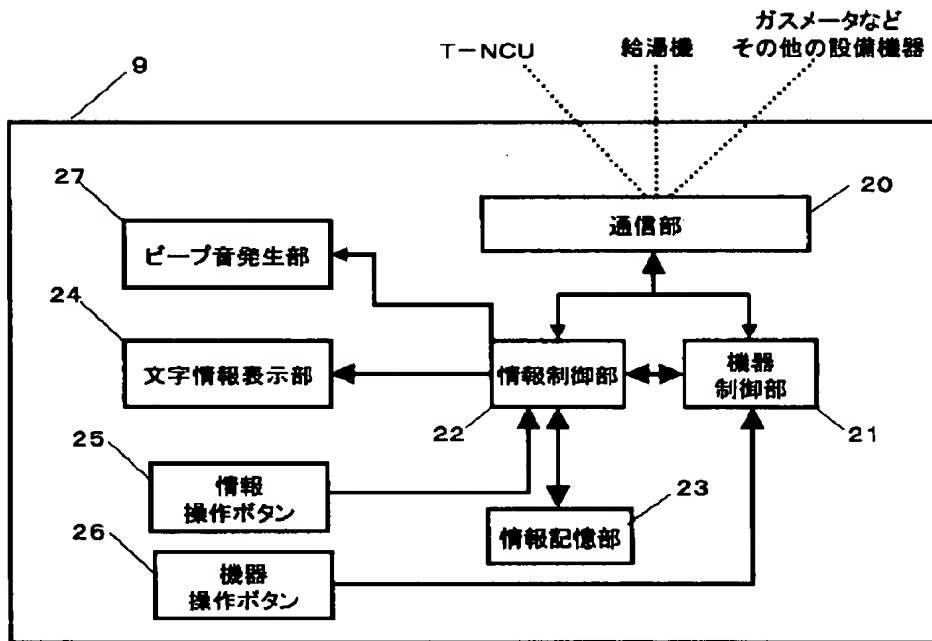 ガスメータなど
その他の設備機器
給湯機
T-NCU
9
27
20
ビープ音発生部
通信部
24
文字情報表示部
情報制御部
機器
制御部
22
21
25
情報
操作ボタン
23
情報記憶部
26
機器
操作ボタン